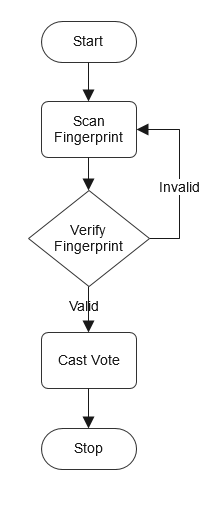 Start
Scan
Fingerprint
Invalid
Verify
Fingerprint
Valid
Cast Vote
Stop